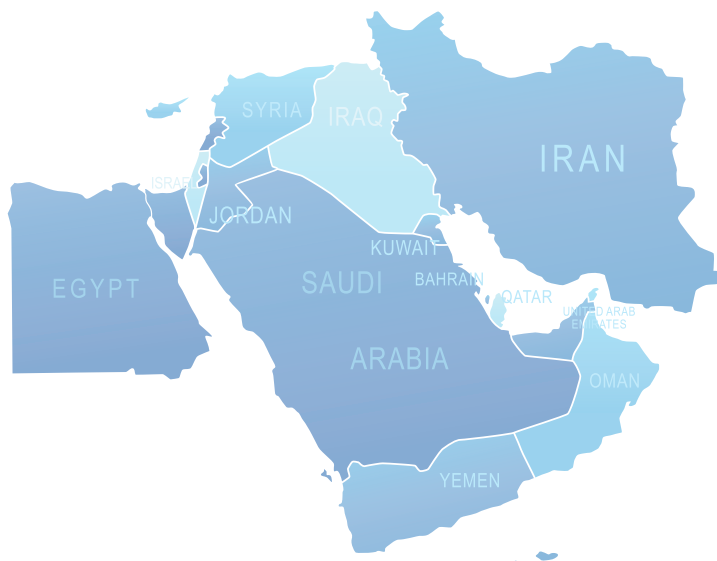 SYRIA
IRAQ
IRAN
ISRAEL
JORDAN
KUWAIT
EGYPT
SAUDI
BAHRAIN
QATAR
UNITED ARAB
EMIRATES
ARABIA
OMAN
YEMEN